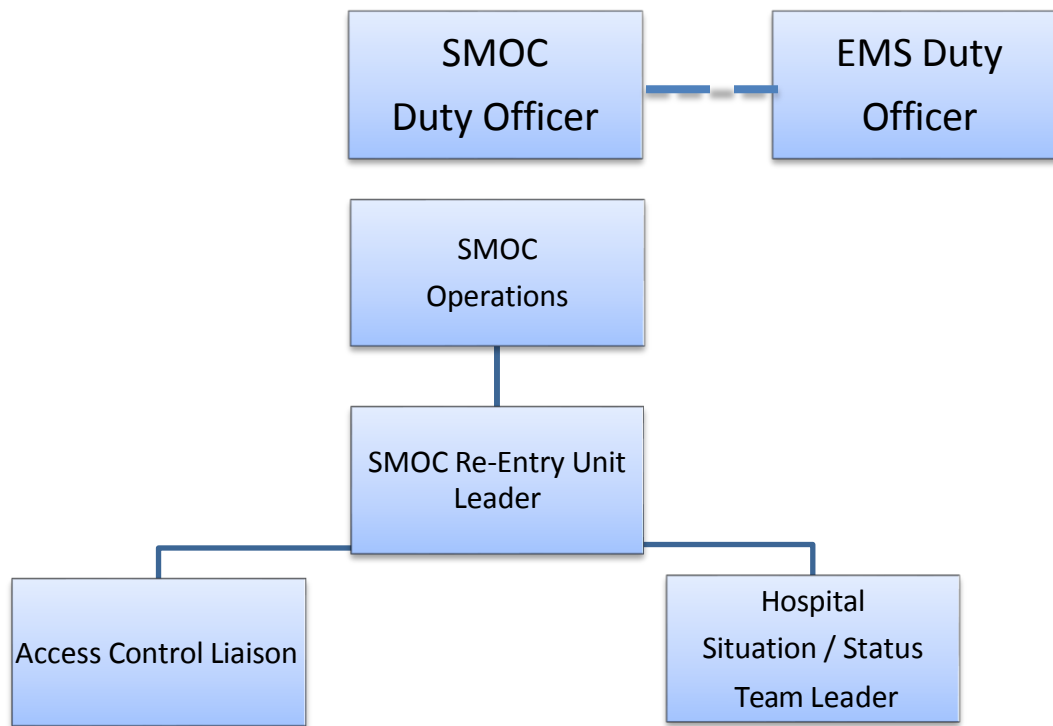 SMOC
Duty Officer
EMS Duty
Officer
SMOC
Operations
SMOC Re-Entry Unit
Leader
Access Control Liaison
Hospital
Situation / Status
Team Leader